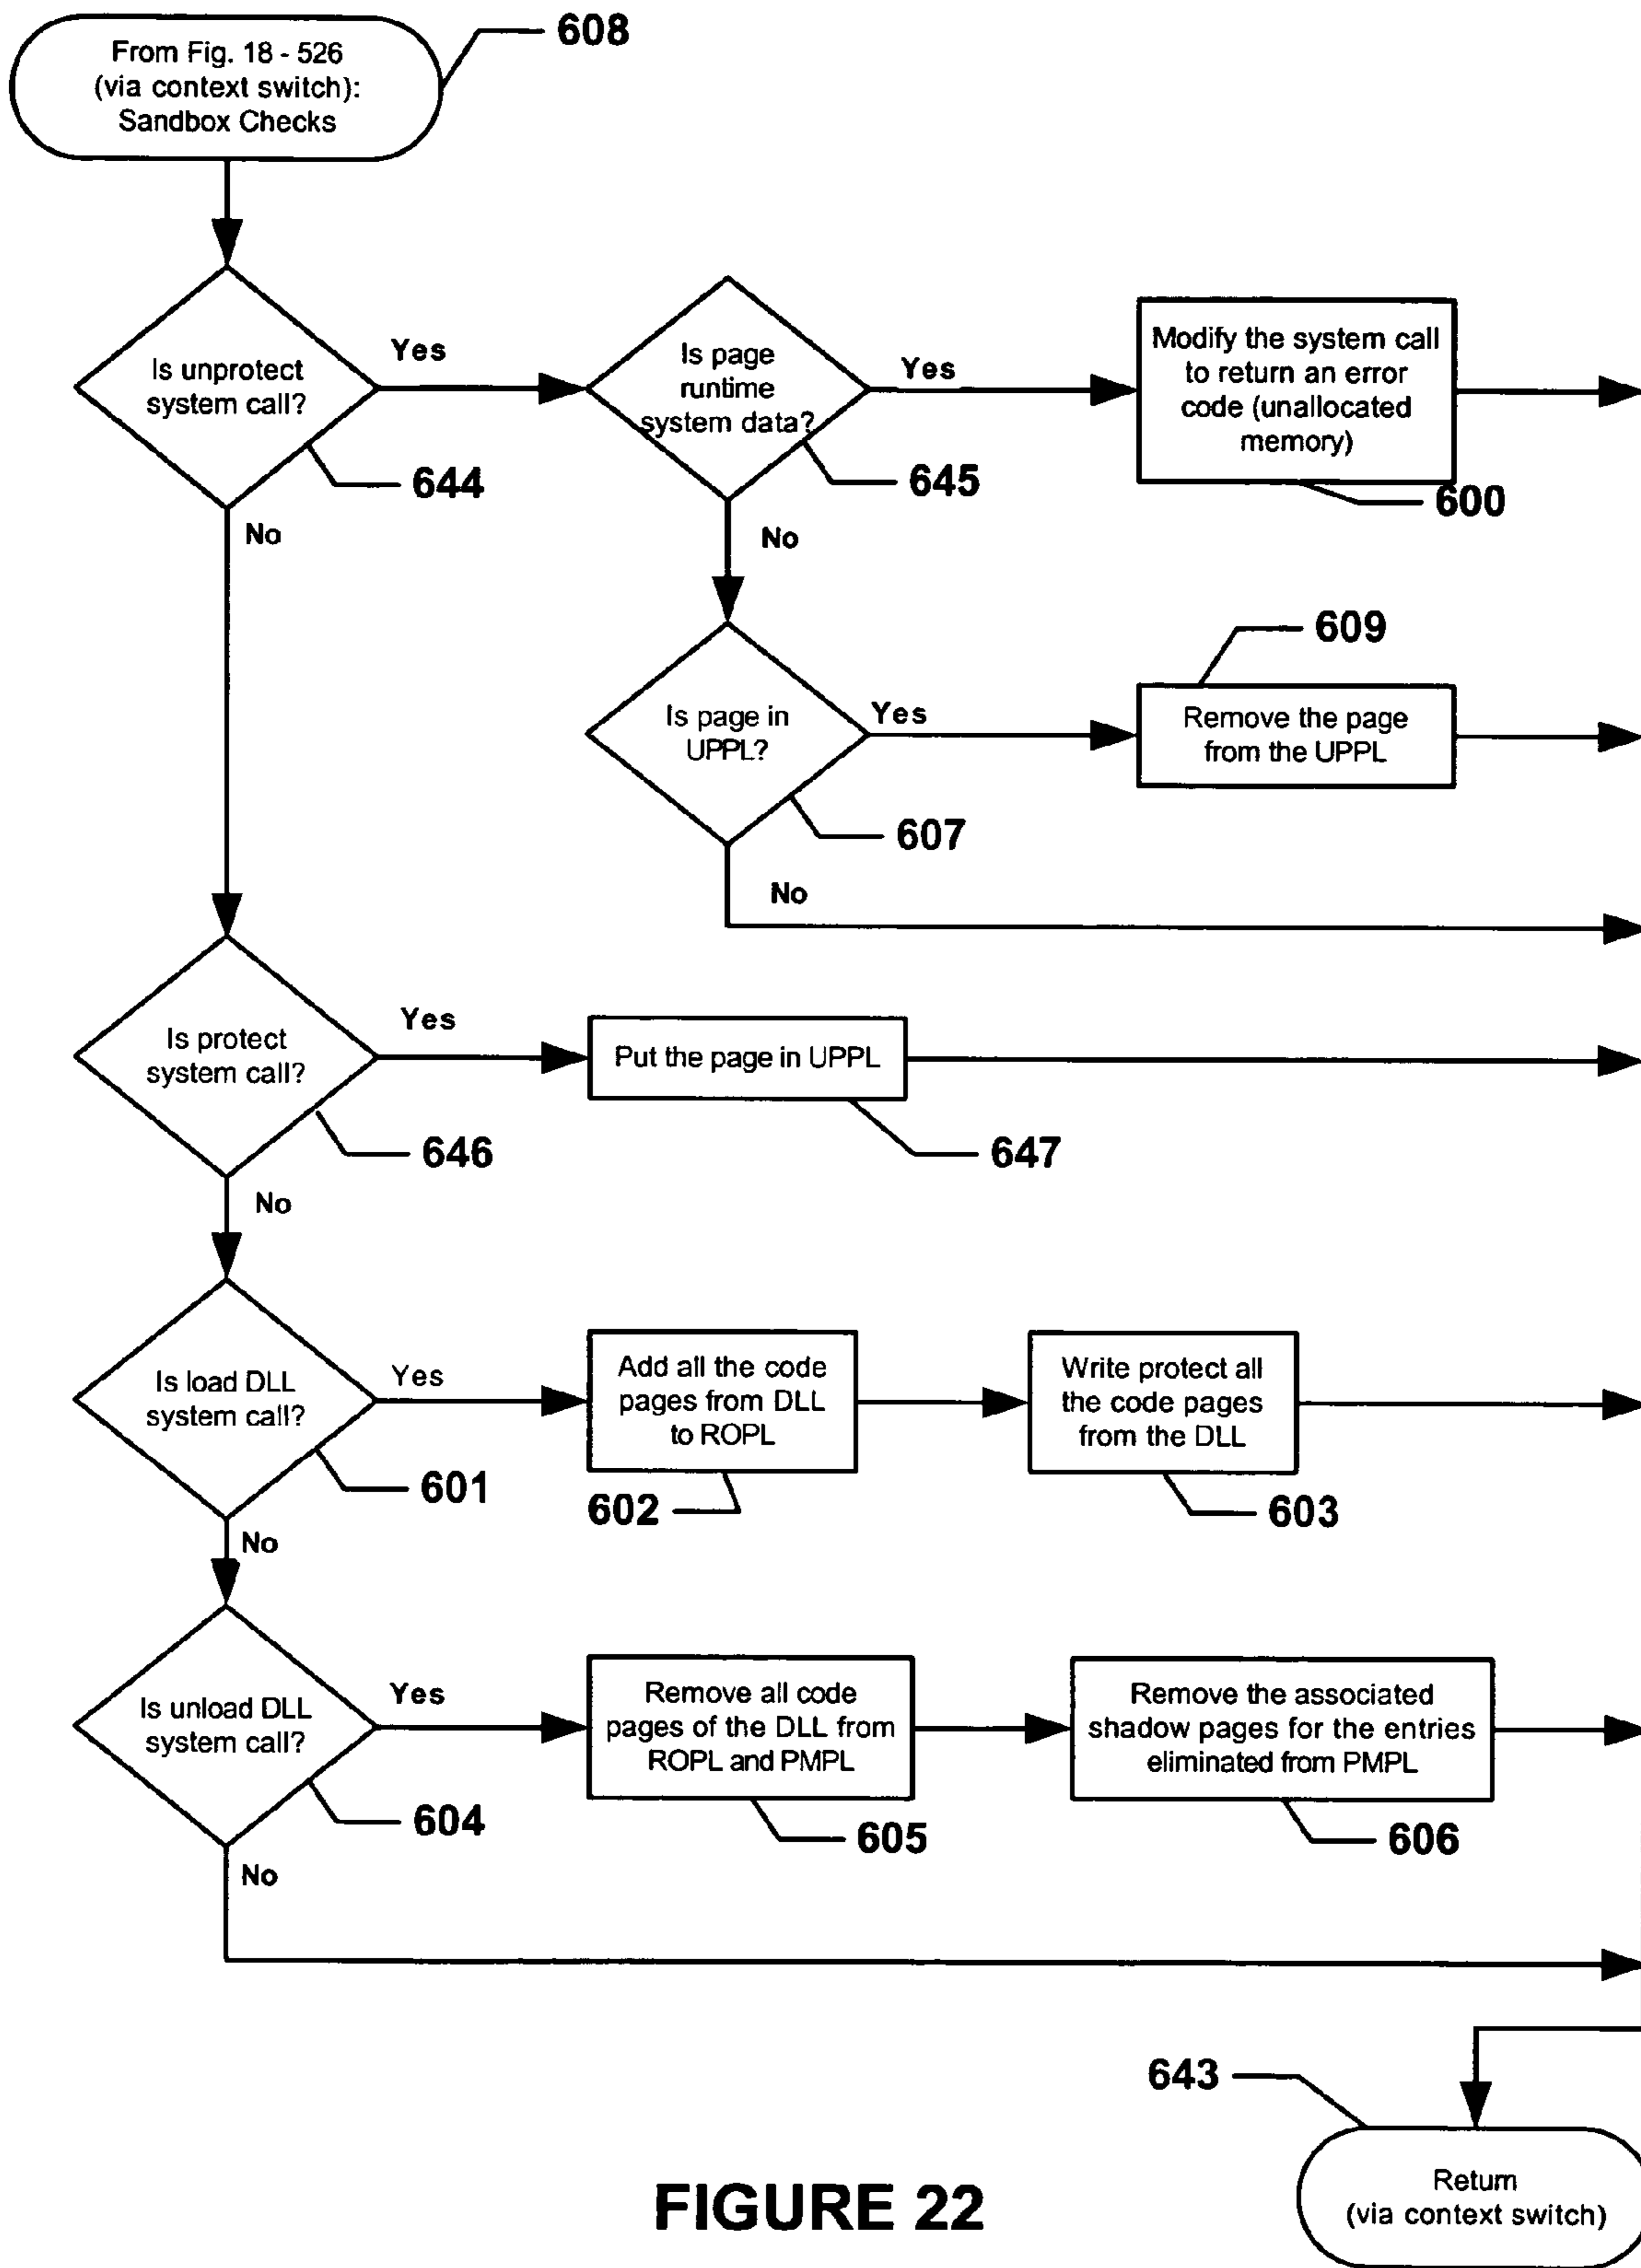 From Fig. 18 - 526
(via context switch):
Sandbox Checks
608
Is unprotect
system call?
Yes
644
No
Is page
runtime
system data?
Yes
645
No
Modify the system call
to return an error
code (unallocated
memory)
600
Is page in
UPPL?
Yes
607
No
609
Remove the page
from the UPPL
Is protect
system call?
Yes
646
No
Put the page in UPPL
647
Is load DLL
system call?
Yes
601
No
Add all the code
pages from DLL
to ROPL
602
Write protect all
the code pages
from the DLL
603
Is unload DLL
system call?
Yes
604
No
Remove all code
pages of the DLL from
ROPL and PMPL
605
Remove the associated
shadow pages for the entries
eliminated from PMPL
606
643
Return
(via context switch)
FIGURE 22